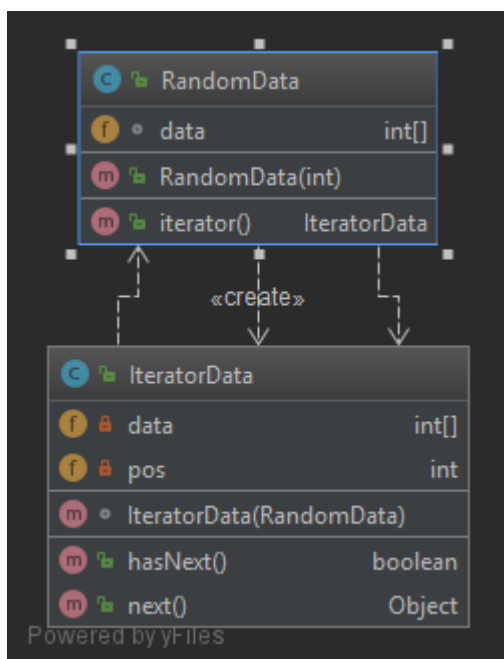 RandomData
data int[]
RandomData(int)
iterator() IteratorData
«create»
IteratorData
data int[]
pos int
IteratorData(RandomData)
hasNext() boolean
next() Object
Powered by yFiles